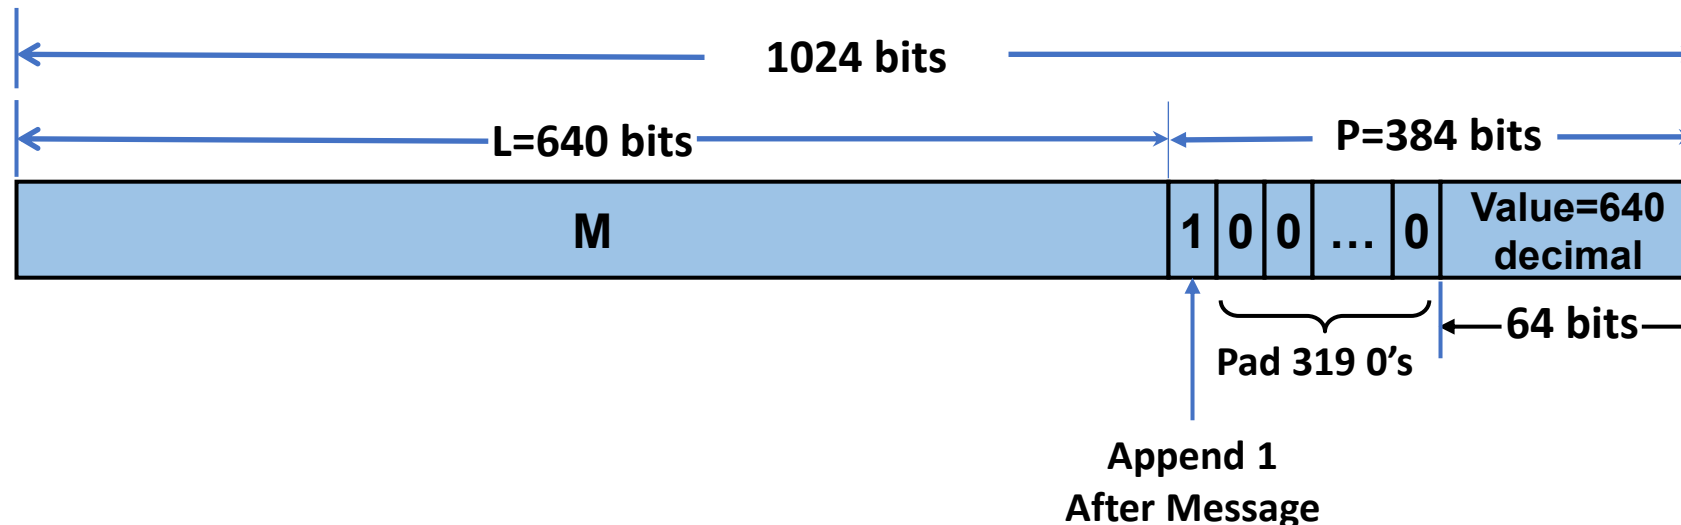 1024 bits
L=640 bits
P=384 bits
M
1 0 0 ... 0
Value=640
decimal
64 bits
Pad 319 0’s
Append 1
After Message